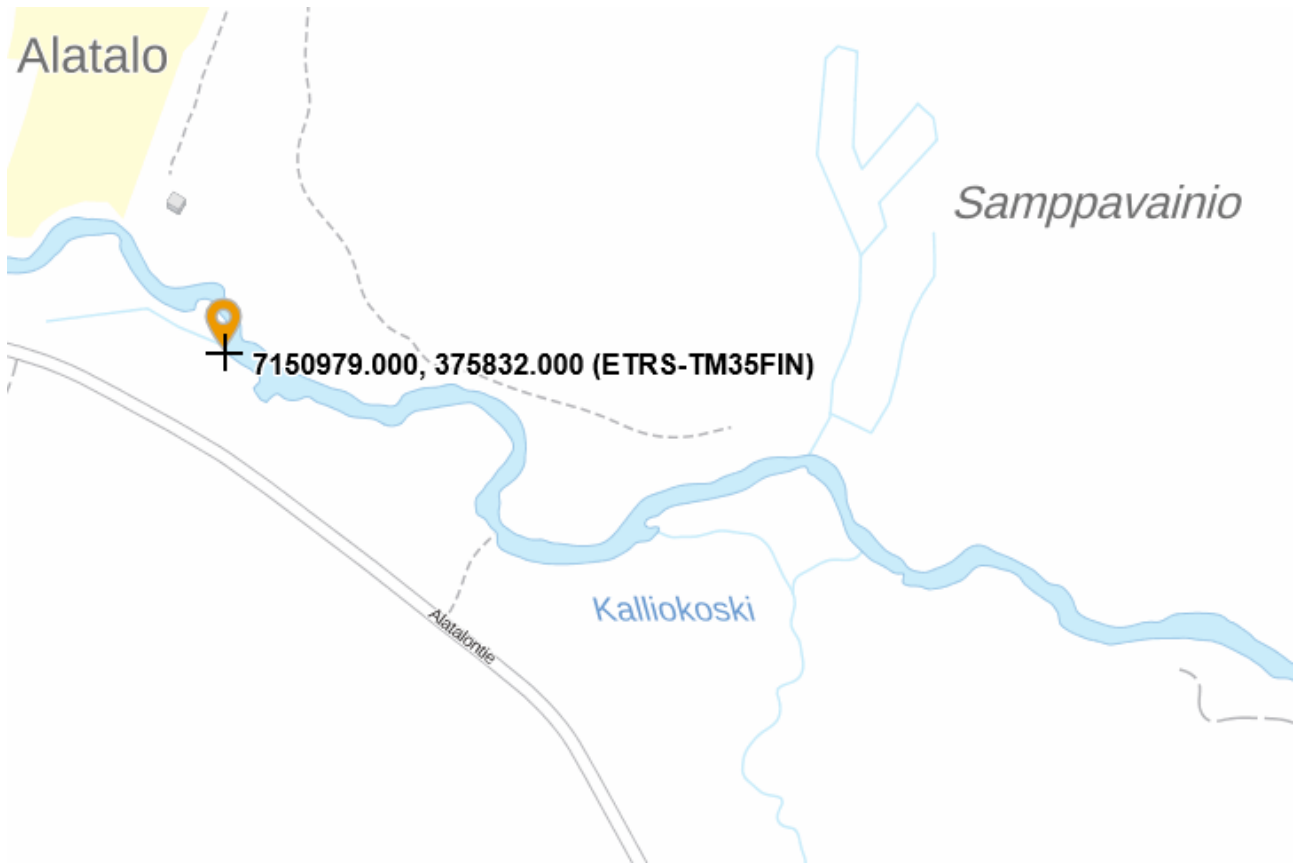 Alatalo
Samppavainio
7150979.000, 375832.000 (ETRS-TM35FIN)
Kalliokoski
Alatalontie